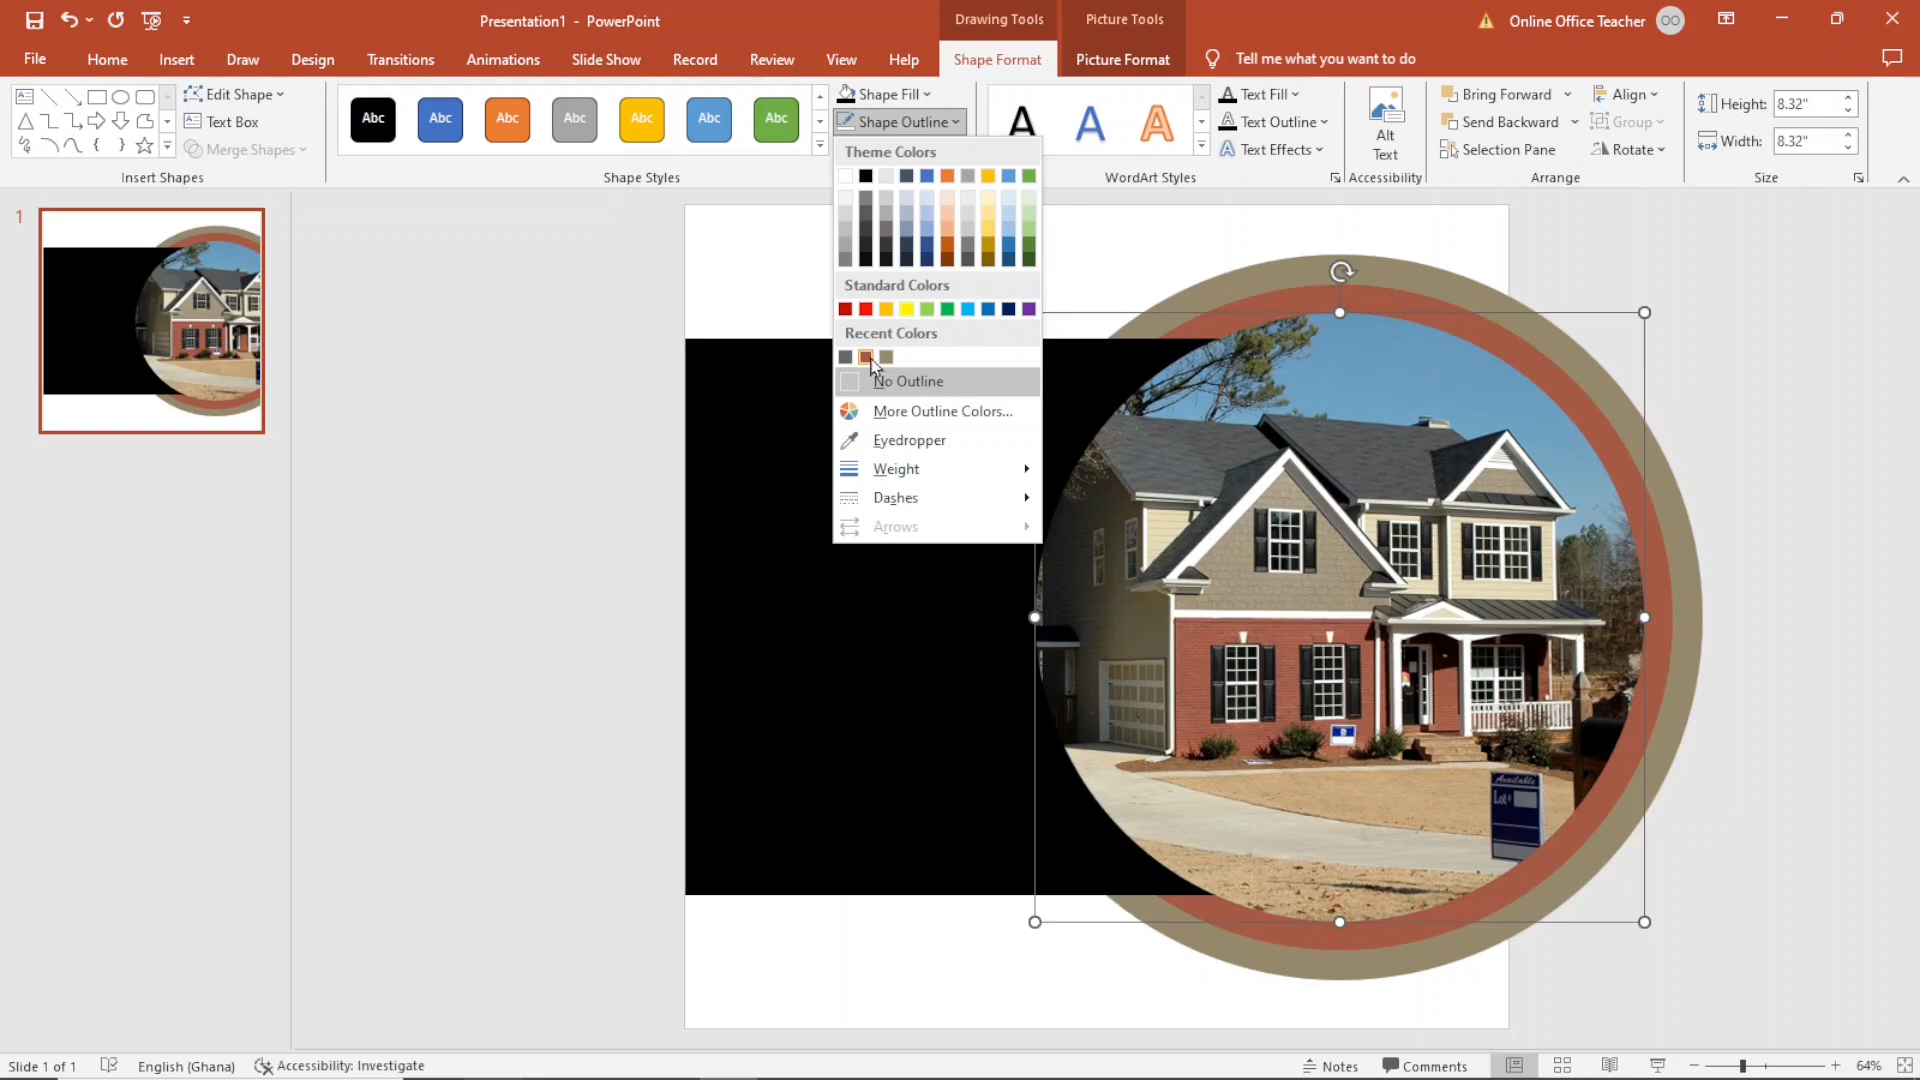 Presentation1 - PowerPoint
Drawing Tools
Picture Tools
Online Office Teacher
OO
File
Home
Insert
Draw
Design
Transitions
Animations
Slide Show
Record
Review
View
Help
Shape Format
Picture Format
Tell me what you want to do
Edit Shape
Text Box
Merge Shapes
Insert Shapes
Abc
Abc
Abc
Abc
Abc
Abc
Abc
Shape Styles
Shape Fill
Shape Outline
Theme Colors
Standard Colors
Recent Colors
No Outline
More Outline Colors...
Eyedropper
Weight
Dashes
Arrows
A
A
A
WordArt Styles
Text Fill
Text Outline
Text Effects
Alt
Text
Accessibility
Bring Forward
Send Backward
Selection Pane
Align
Group
Rotate
Arrange
Height: 8.32"
Width: 8.32"
Size
1
Available
Lot#
Slide 1 of 1
English (Ghana)
Accessibility: Investigate
Notes
Comments
64%